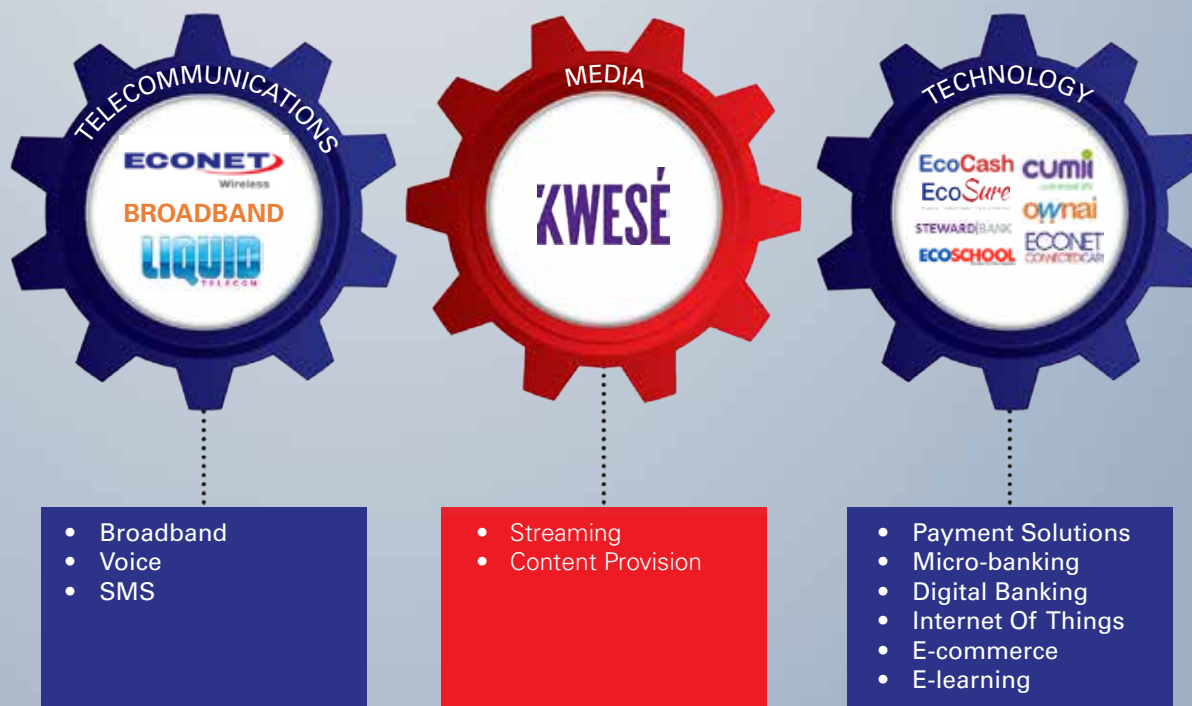 TELECOMMUNICATIONS
ECONET
Wireless
BROADBAND
LIQUID
TELECOM
• Broadband
• Voice
• SMS
MEDIA
KWESÉ
• Streaming
• Content Provision
TECHNOLOGY
EcoCash
cumii
EcoSure
ownai
STEWARD|BANK
ECONET
CONNECTEDCAR
ECOSCHOOL
• Payment Solutions
• Micro-banking
• Digital Banking
• Internet Of Things
• E-commerce
• E-learning